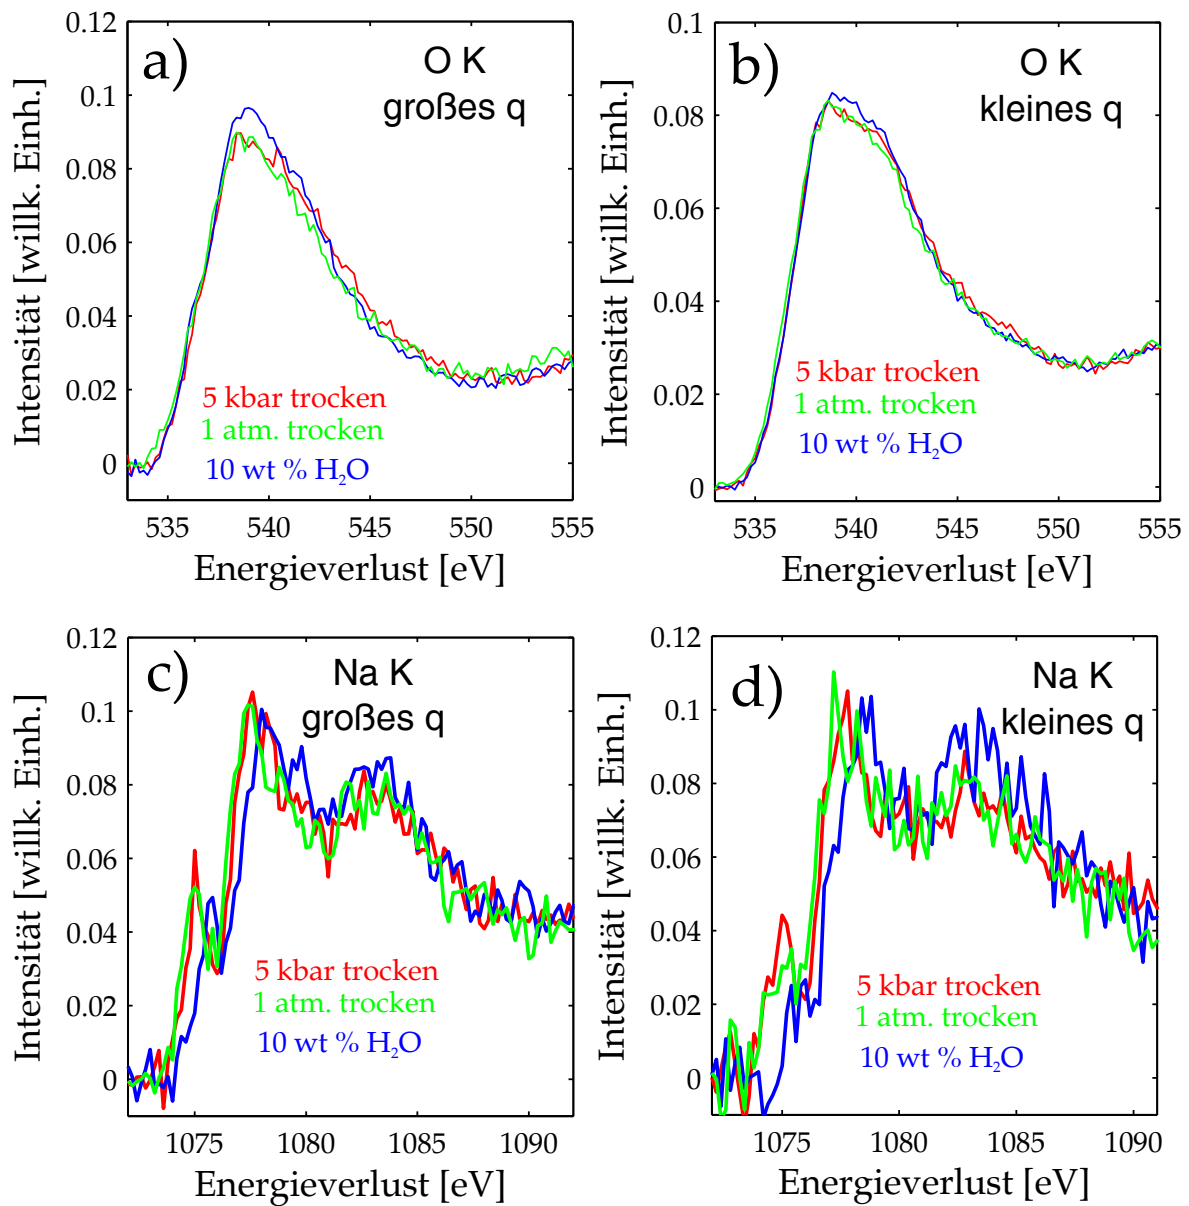 a)
O K
großes q
Intensität [willk. Einh.]
0.12
0.1
0.08
0.06
0.04
0.02
0
5 kbar trocken
1 atm. trocken
10 wt % H₂O
535 540 545 550 555
Energieverlust [eV]
b)
O K
kleines q
Intensität [willk. Einh.]
0.1
0.08
0.06
0.04
0.02
0
5 kbar trocken
1 atm. trocken
10 wt % H₂O
535 540 545 550 555
Energieverlust [eV]
c)
Na K
großes q
Intensität [willk. Einh.]
0.12
0.1
0.08
0.06
0.04
0.02
0
5 kbar trocken
1 atm. trocken
10 wt % H₂O
1075 1080 1085 1090
Energieverlust [eV]
d)
Na K
kleines q
Intensität [willk. Einh.]
0.12
0.1
0.08
0.06
0.04
0.02
0
5 kbar trocken
1 atm. trocken
10 wt % H₂O
1075 1080 1085 1090
Energieverlust [eV]